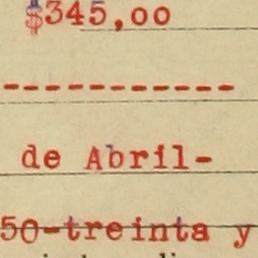 $345,00
-----------
de Abril-
50-treinta y